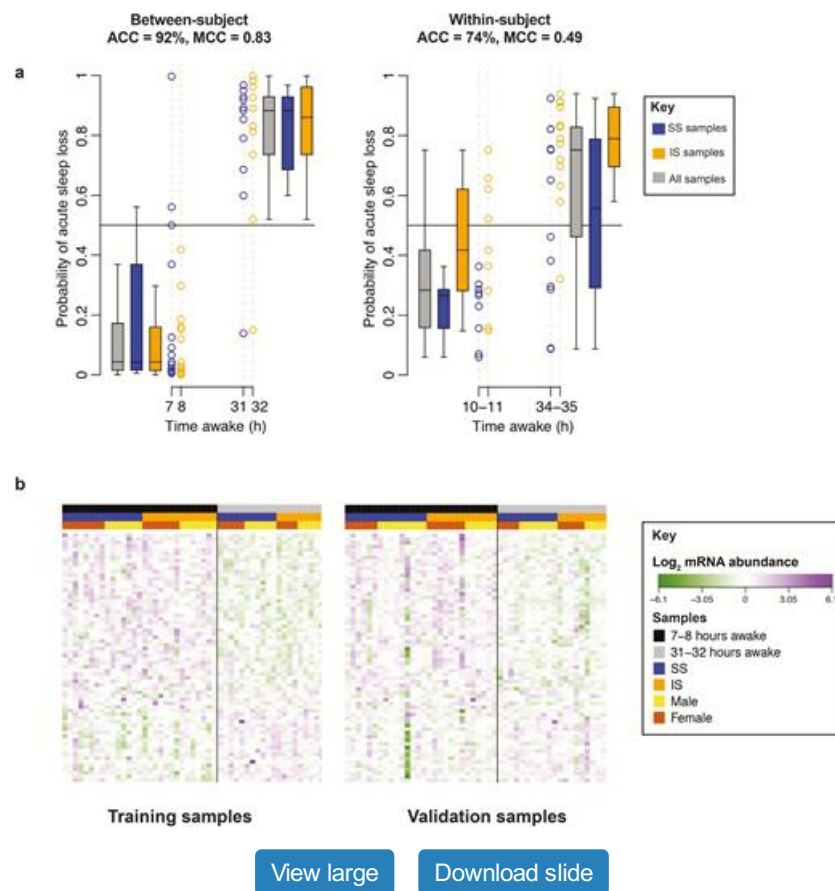 Between-subject
ACC = 92%, MCC = 0.83
Within-subject
ACC = 74%, MCC = 0.49
a
Probability of acute sleep loss
1
0.8
0.6
0.4
0.2
0
7 8
31 32
Time awake (h)
Probability of acute sleep loss
1
0.8
0.6
0.4
0.2
0
10–11
34–35
Time awake (h)
Key
SS samples
IS samples
All samples
b
Training samples
Validation samples
Key
Log2 mRNA abundance
-6.1 -3.05 0 3.05 6.
Samples
7–8 hours awake
31–32 hours awake
SS
IS
Male
Female
View large
Download slide